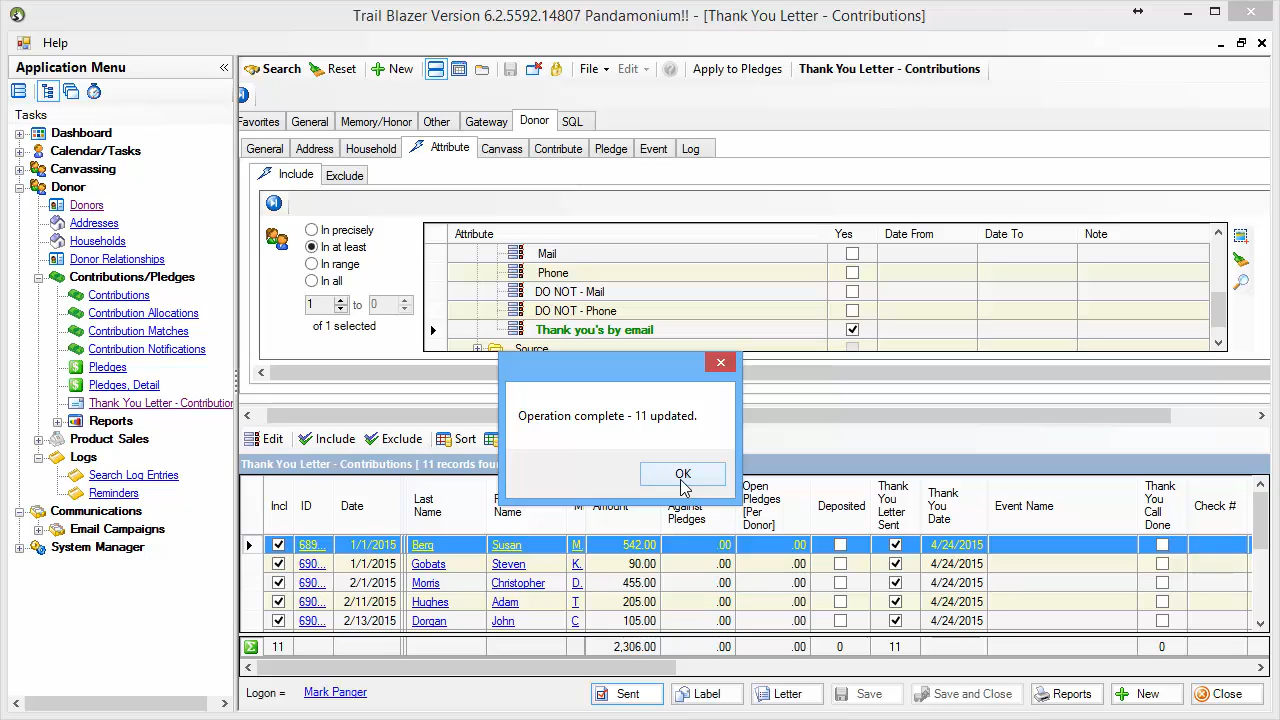 Trail Blazer Version 6.2.5592.14807 Pandamonium!! - [Thank You Letter - Contributions]
Help
Application Menu
Search Reset New File Edit Apply to Pledges Thank You Letter - Contributions
Tasks
Dashboard
Calendar/Tasks
Canvassing
Donor
Donors
Addresses
Households
Donor Relationships
Contributions/Pledges
Contributions
Contribution Allocations
Contribution Matches
Contribution Notifications
Pledges
Pledges, Detail
Thank You Letter - Contribution
Reports
Product Sales
Logs
Search Log Entries
Reminders
Communications
Email Campaigns
System Manager
Favorites General Memory/Honor Other Gateway Donor SQL
General Address Household Attribute Canvass Contribute Pledge Event Log
Include Exclude
In precisely
In at least
In range
In all
1 to 0
of 1 selected
Attribute Yes Date From Date To Note
Mail
Phone
DO NOT - Mail
DO NOT - Phone
Thank you's by email
Source
Operation complete - 11 updated.
OK
Edit Include Exclude Sort
Thank You Letter - Contributions [ 11 records fou
Incl ID Date Last Name Name M Amount Against Pledges Open Pledges [Per Donor] Deposited Thank You Letter Sent Thank You Date Event Name Thank You Call Done Check #
689... 1/1/2015 Berg Susan M. 542.00 .00 .00 4/24/2015
690... 1/1/2015 Gobats Steven K. 90.00 .00 .00 4/24/2015
690... 2/1/2015 Morris Christopher D. 455.00 .00 .00 4/24/2015
690... 2/11/2015 Hughes Adam T 205.00 .00 .00 4/24/2015
690... 2/13/2015 Dorgan John C 105.00 .00 .00 4/24/2015
11 2,306.00 .00 .00 0 11 0
Logon = Mark Panger Sent Label Letter Save Save and Close Reports New Close